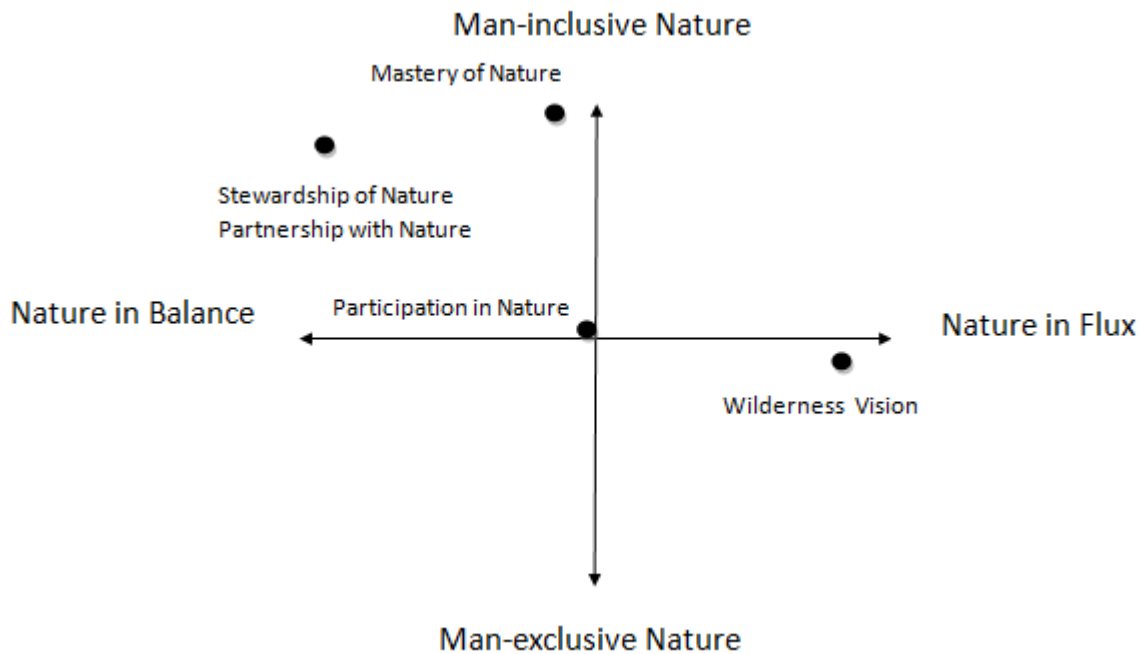 Man-inclusive Nature
Mastery of Nature
Stewardship of Nature
Partnership with Nature
Nature in Balance
Participation in Nature
Nature in Flux
Wilderness Vision
Man-exclusive Nature